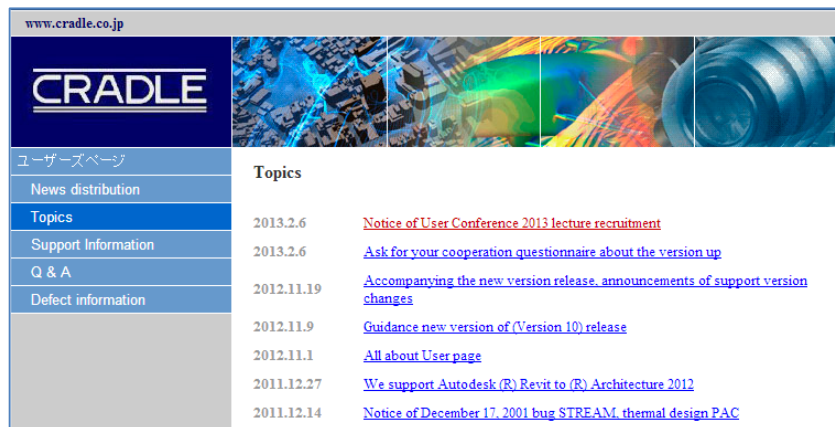 www.cradle.co.jp
CRADLE
ユーザーズページ
News distribution
Topics
Support Information
Q & A
Defect information
Topics
2013.2.6 Notice of User Conference 2013 lecture recruitment
2013.2.6 Ask for your cooperation questionnaire about the version up
2012.11.19 Accompanying the new version release, announcements of support version
changes
2012.11.9 Guidance new version of (Version 10) release
2012.11.1 All about User page
2011.12.27 We support Autodesk (R) Revit to (R) Architecture 2012
2011.12.14 Notice of December 17, 2001 bug STREAM, thermal design PAC